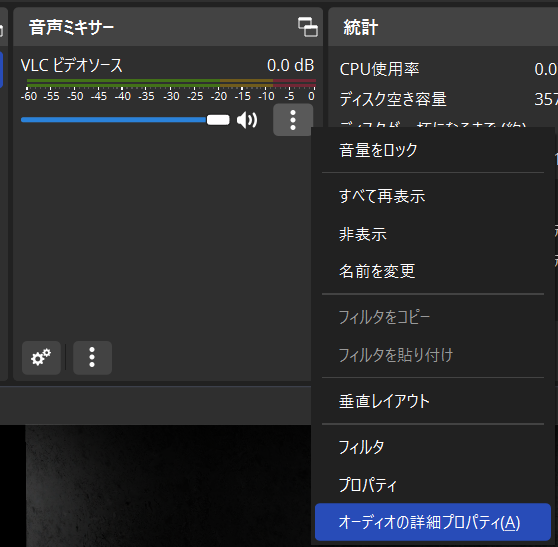 音声ミキサー
統計
VLC ビデオソース
0.0 dB
-60 -55 -50 -45 -40 -35 -30 -25 -20 -15 -10 -5 0
CPU使用率
0.0
ディスク空き容量
357
音量をロック
すべて再表示
非表示
名前を変更
フィルタをコピー
フィルタを貼り付け
垂直レイアウト
フィルタ
プロパティ
オーディオの詳細プロパティ(A)